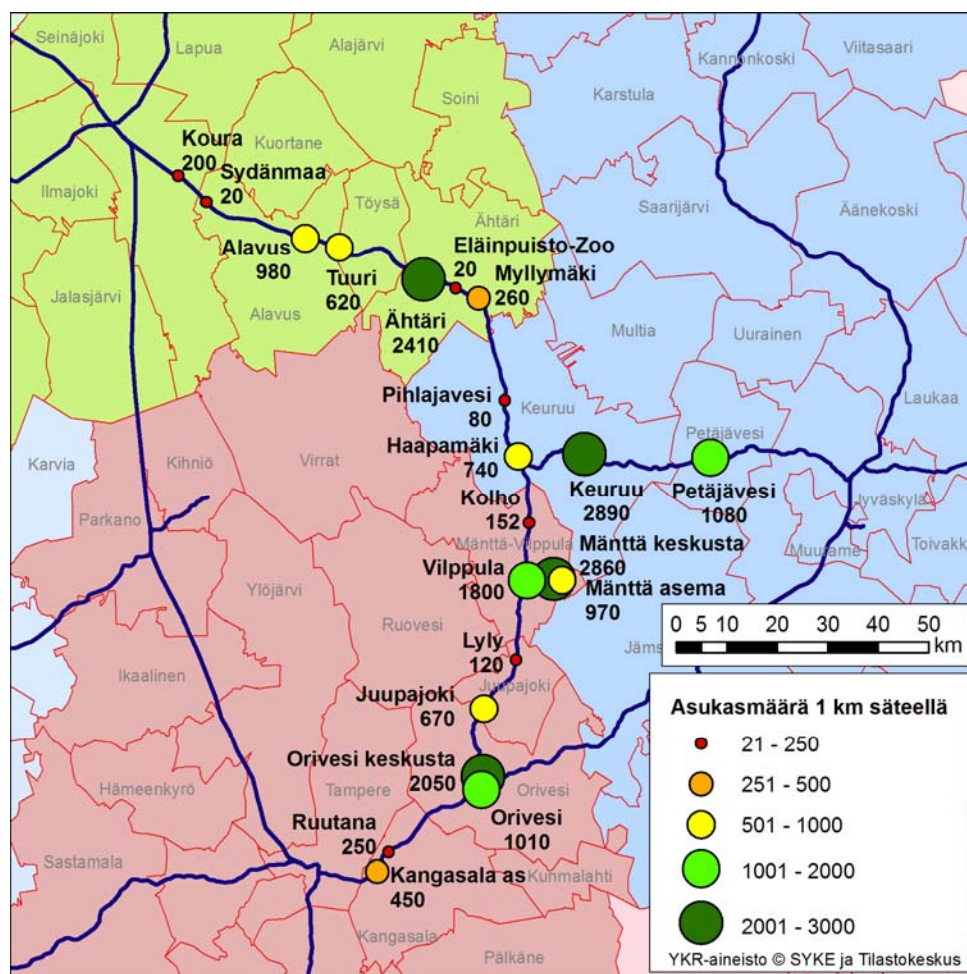 Seinäjoki
Lapua
Alajärvi
Kannonkoski
Viitasaari
Soini
Karstula
Koura
200
Kuortane
Sydänmaa
20
Ilmajoki
Töysä
Ähtäri
Saarijärvi
Äänekoski
Alavus
980
Tuuri
620
Eläinpuisto-Zoo
20
Myllymäki
260
Jalasjärvi
Alavus
Ähtäri
2410
Multia
Uurainen
Laukaa
Pihlajavesi
80
Keuruu
Petäjävesi
Karvia
Kihniö
Virrat
Haapamäki
740
Keuruu
2890
Petäjävesi
1080
Jyväskylä
Parkano
Kolho
152
Mänttä-Vilppula
Muurame
Toivakk
Vilppula
1800
Mänttä keskusta
2860
Mänttä asema
970
Ylöjärvi
Ruovesi
Jäms
0 5 10 20 30 40 50
km
Lyly
120
Ikaalinen
Juupajoki
670
Juupajoki
Asukasmäärä 1 km säteellä
21 - 250
251 - 500
501 - 1000
1001 - 2000
2001 - 3000
Orivesi keskusta
2050
Hämeenkyrö
Tampere
Orivesi
Orivesi
1010
Ruutana
250
Sastamala
Kangasala as
450
Kuhmalahti
Kangasala
Pälkäne
YKR-aineisto © SYKE ja Tilastokeskus